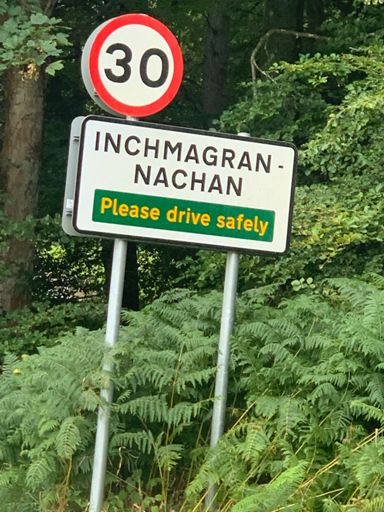 30
INCHMAGRAN-
NACHAN
Please drive safely